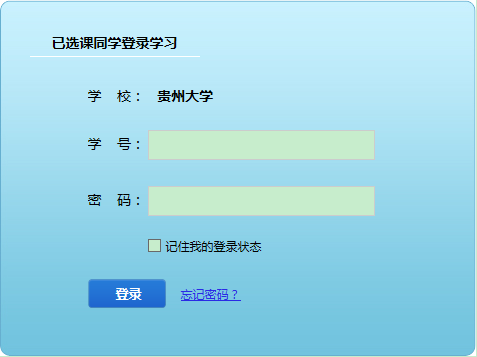 已选课同学登录学习
学 校： 贵州大学
学 号：
密 码：
记住我的登录状态
登录 忘记密码？